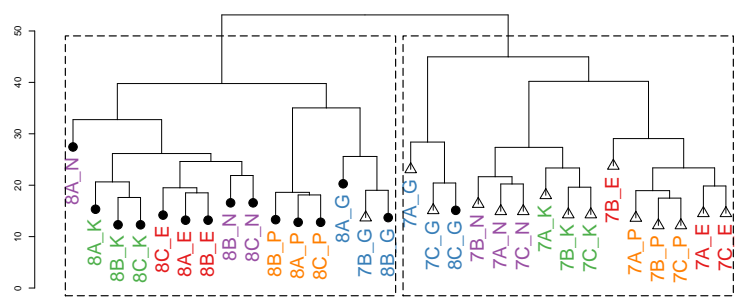 50
40
30
20
10
0
8A_N
8A_K
8B_K
8C_K
8C_E
8A_E
8B_E
8B_N
8C_N
8B_P
8A_P
8C_P
8A_G
7B_G
8B_G
7A_G
7C_G
8C_G
7B_N
7A_N
7C_N
7A_K
7B_K
7C_K
7B_E
7A_P
7B_P
7C_P
7A_E
7C_E